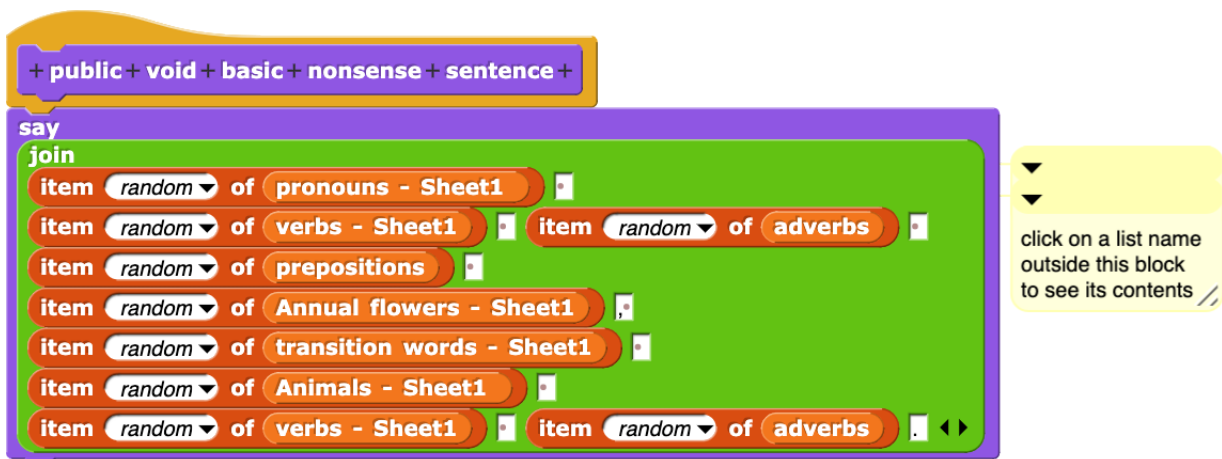 + public + void + basic + nonsense + sentence +
say
join
item random of pronouns - Sheet1
item random of verbs - Sheet1 item random of adverbs
item random of prepositions
item random of Annual flowers - Sheet1 ,
item random of transition words - Sheet1
item random of Animals - Sheet1
item random of verbs - Sheet1 item random of adverbs .
click on a list name
outside this block
to see its contents